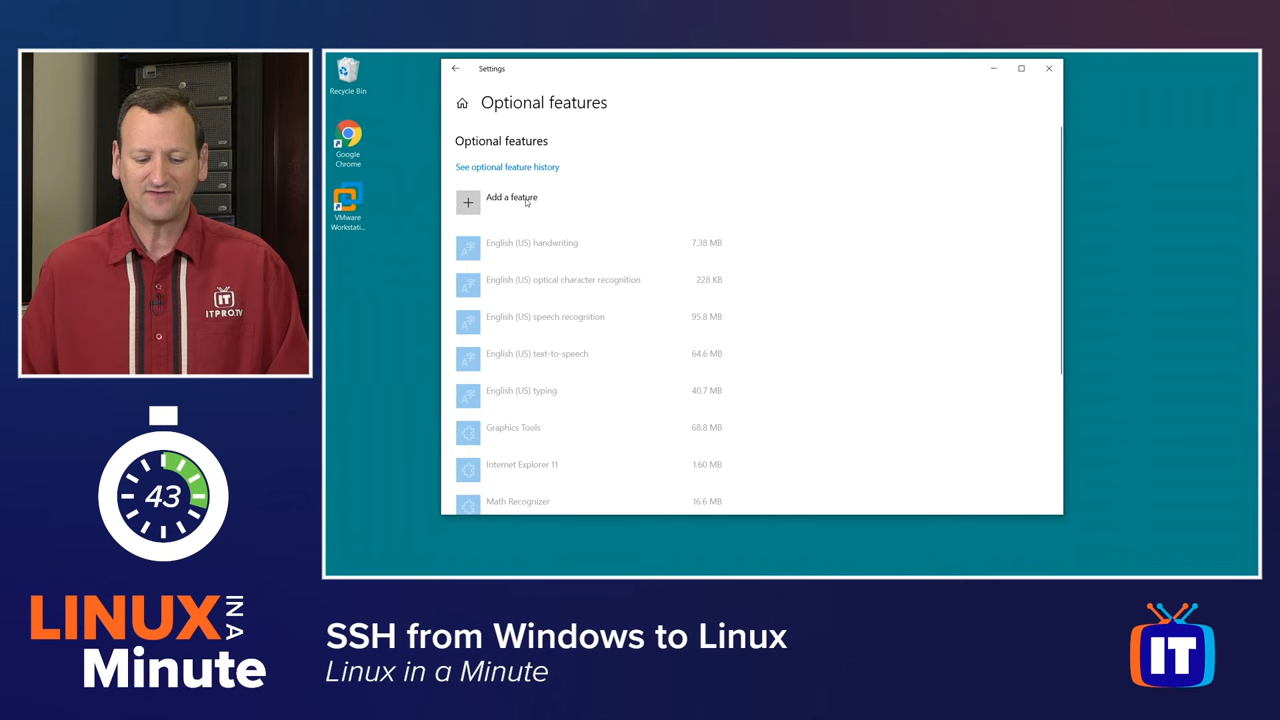 IT
ITPRO.TV
43
LINUX IN A
Minute
Recycle Bin
Google
Chrome
VMware
Workstati...
Settings
Optional features
Optional features
See optional feature history
Add a feature
English (US) handwriting 7.38 MB
English (US) optical character recognition 228 KB
English (US) speech recognition 95.8 MB
English (US) text-to-speech 64.6 MB
English (US) typing 40.7 MB
Graphics Tools 68.8 MB
Internet Explorer 11 1.60 MB
Math Recognizer 16.6 MB
SSH from Windows to Linux
Linux in a Minute
IT